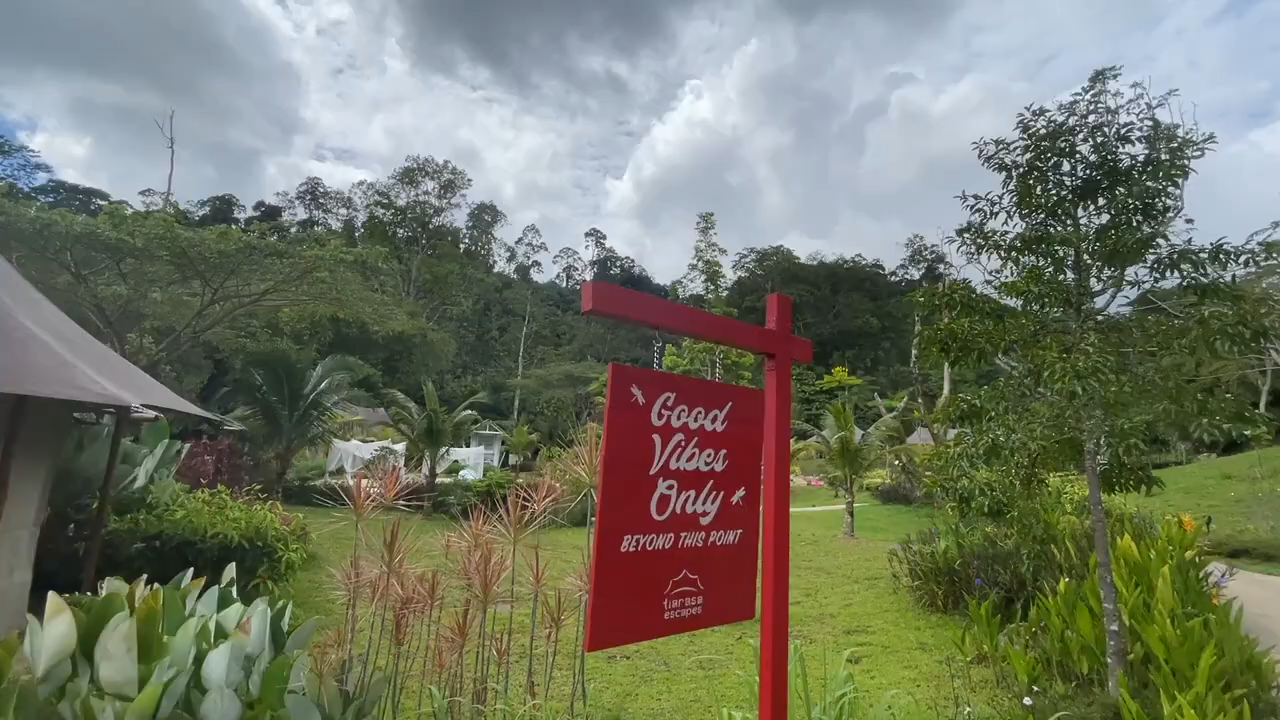 Good
Vibes
Only
BEYOND THIS POINT
tiarasa
escapes